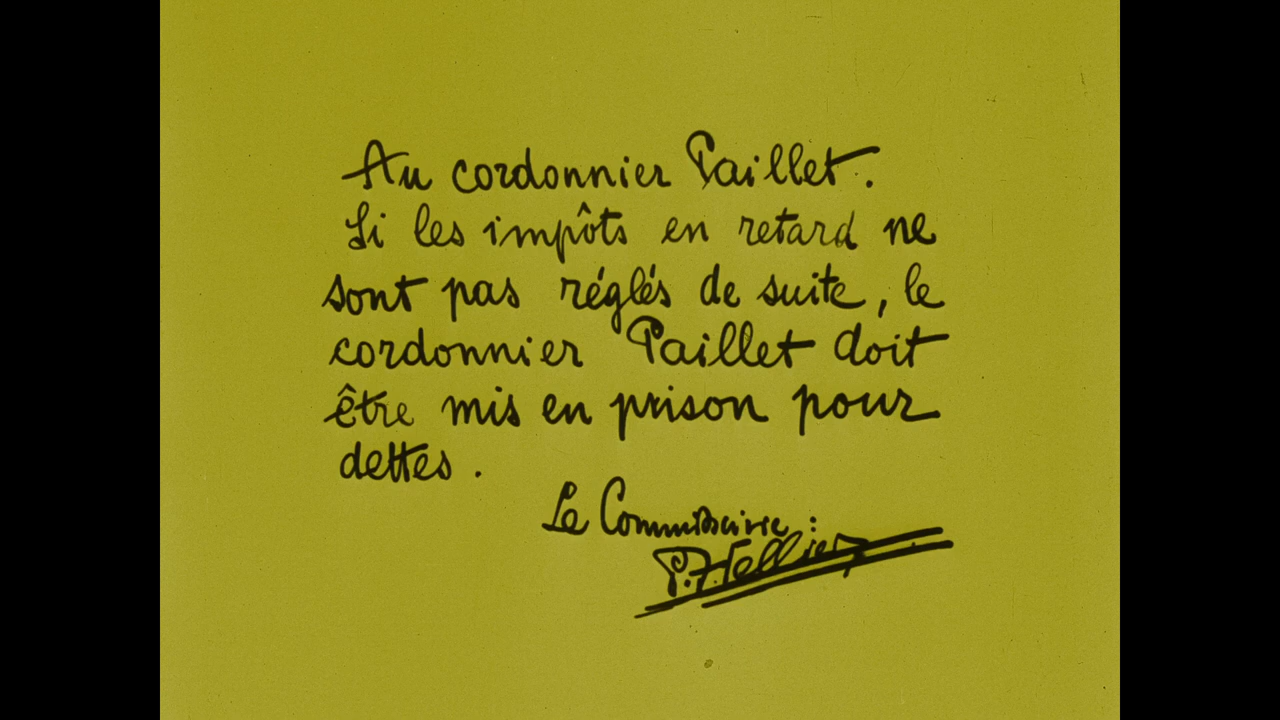 Au cordonnier Paillet.
Si les impôts en retard ne
sont pas réglés de suite, le
cordonnier Paillet doit
être mis en prison pour
dettes.
Le Commissaire :